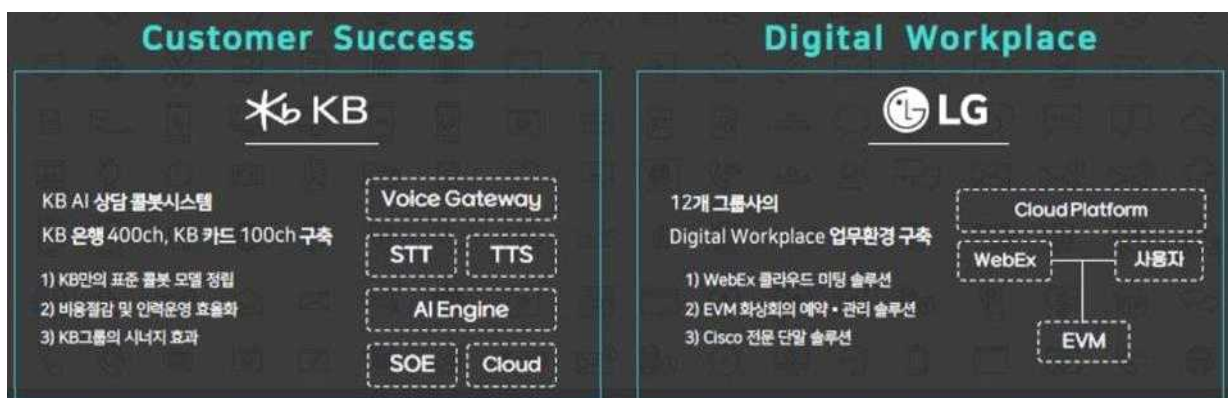 Customer Success
KB
KB AI 상담 콜봇시스템
KB 은행 400ch, KB 카드 100ch 구축
1) KB만의 표준 콜봇 모델 정립
2) 비용절감 및 인력운영 효율화
3) KB그룹의 시너지 효과
Voice Gateway
STT TTS
AI Engine
SOE Cloud
Digital Workplace
LG
12개 그룹사의
Digital Workplace 업무환경 구축
1) WebEx 클라우드 미팅 솔루션
2) EVM 화상회의 예약 • 관리 솔루션
3) Cisco 전문 단말 솔루션
Cloud Platform
WebEx 사용자
EVM